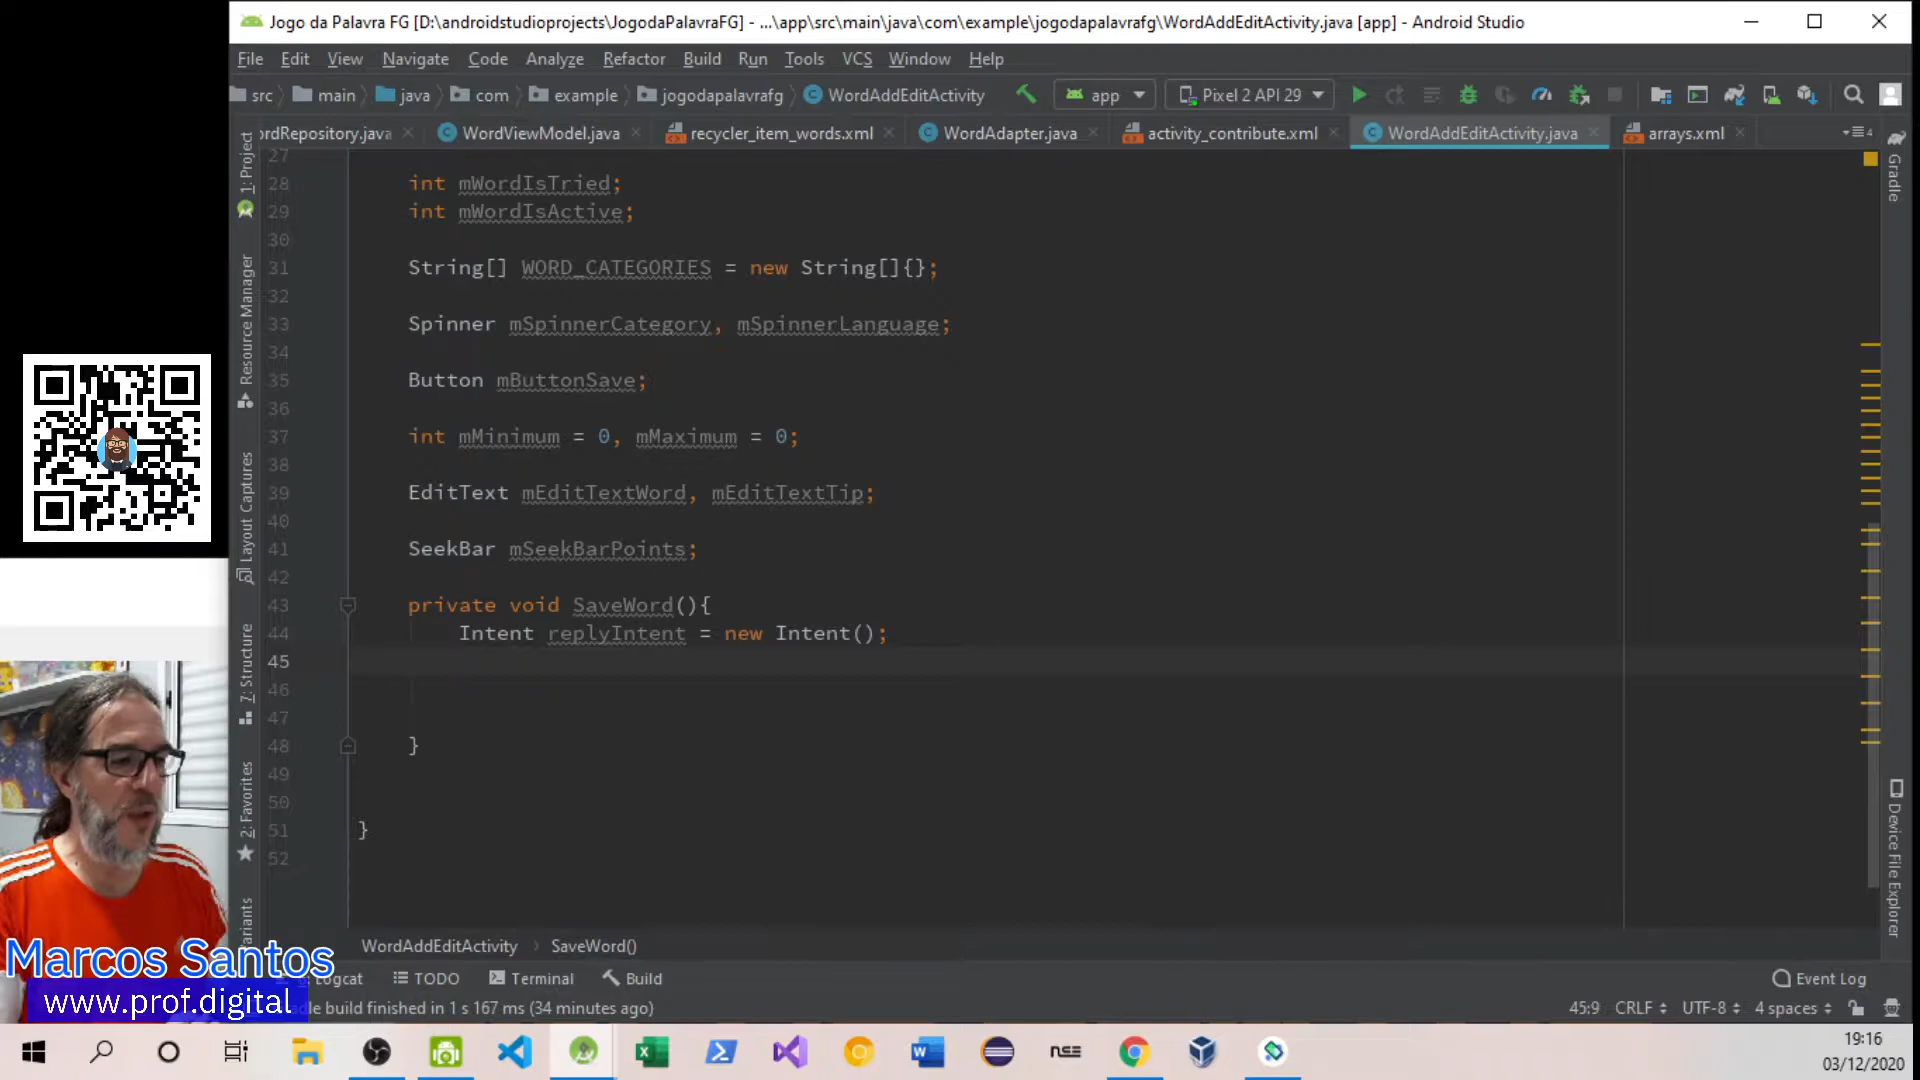 Jogo da Palavra FG [D:\androidstudioprojects\JogodaPalavraFG] - ...\app\src\main\java\com\example\jogodapalavrafg\WordAddEditActivity.java [app] - Android Studio
File Edit View Navigate Code Analyze Refactor Build Run Tools VCS Window Help
src main java com example jogodapalavrafg WordAddEditActivity app Pixel 2 API 29
ordRepository.java WordViewModel.java recycler_item_words.xml WordAdapter.java activity_contribute.xml WordAddEditActivity.java arrays.xml 4
1: Project
Resource Manager
Layout Captures
7: Structure
2: Favorites
ariants
Gradle
Device File Explorer
27
28 int mWordIsTried;
29 int mWordIsActive;
30
31 String[] WORD_CATEGORIES = new String[]{};
32
33 Spinner mSpinnerCategory, mSpinnerLanguage;
34
35 Button mButtonSave;
36
37 int mMinimum = 0, mMaximum = 0;
38
39 EditText mEditTextWord, mEditTextTip;
40
41 SeekBar mSeekBarPoints;
42
43 private void SaveWord(){
44 Intent replyIntent = new Intent();
45
46
47
48 }
49
50
51 }
52
WordAddEditActivity SaveWord()
Logcat TODO Terminal Build Event Log
dle build finished in 1 s 167 ms (34 minutes ago) 45:9 CRLF UTF-8 4 spaces
Marcos Santos
www.prof.digital
nse
19:16
03/12/2020